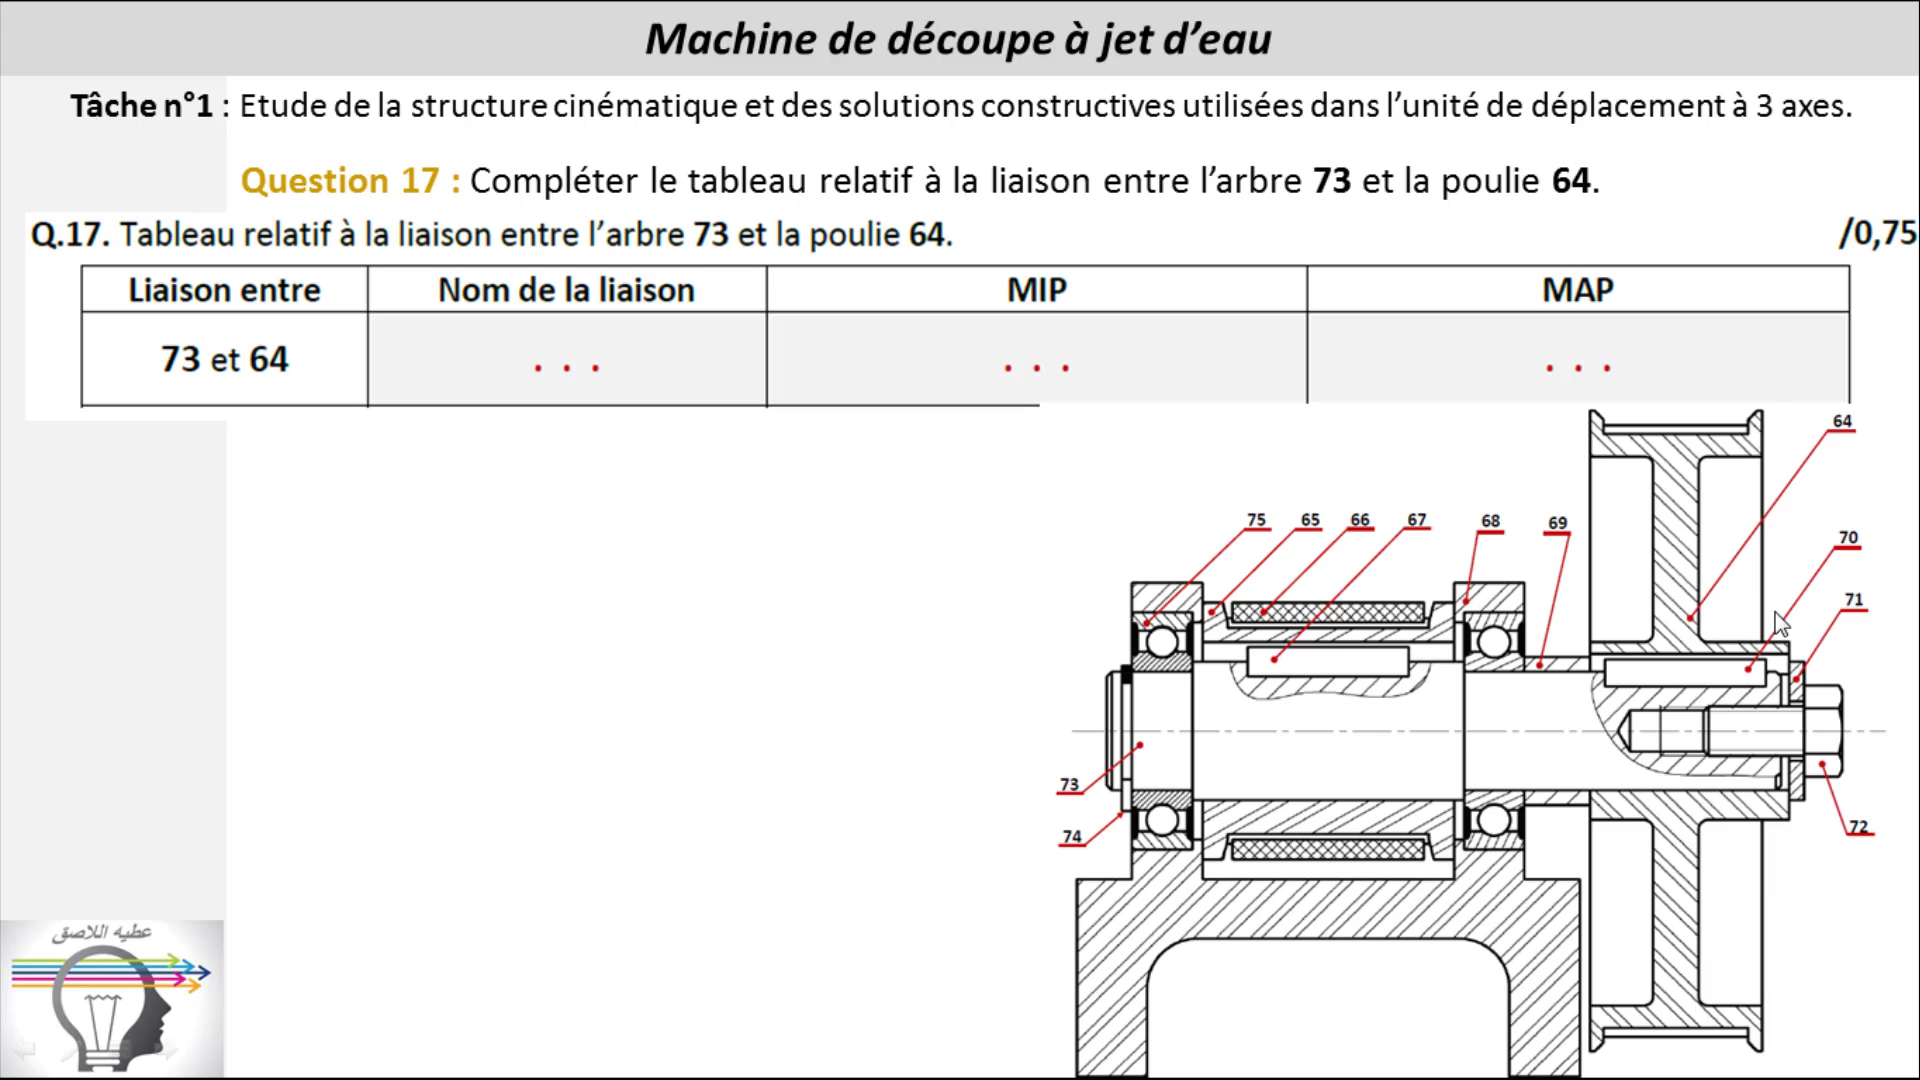 Machine de découpe à jet d’eau
Tâche n°1 : Etude de la structure cinématique et des solutions constructives utilisées dans l’unité de déplacement à 3 axes.
Question 17 : Compléter le tableau relatif à la liaison entre l’arbre 73 et la poulie 64.
Q.17. Tableau relatif à la liaison entre l’arbre 73 et la poulie 64. /0,75
Liaison entre Nom de la liaison MIP MAP
73 et 64 . . . . . . . . .
64
75 65 66 67 68 69
70
71
73
74
72
عطيه اللاصق